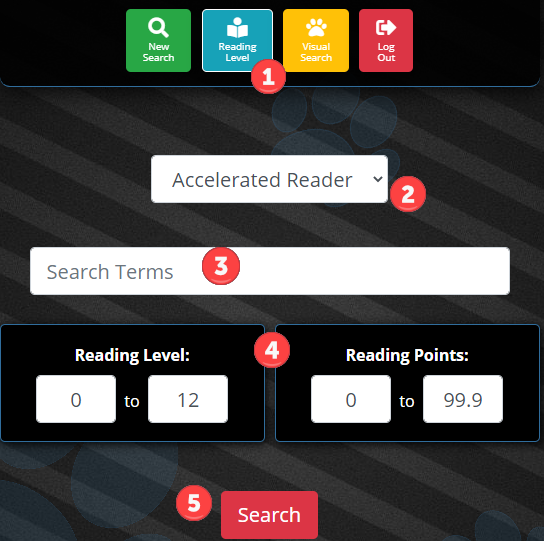 New Search
Reading Level
Visual Search
Log Out
1
Accelerated Reader
2
Search Terms
3
Reading Level:
4
Reading Points:
0 to 12
0 to 99.9
5
Search